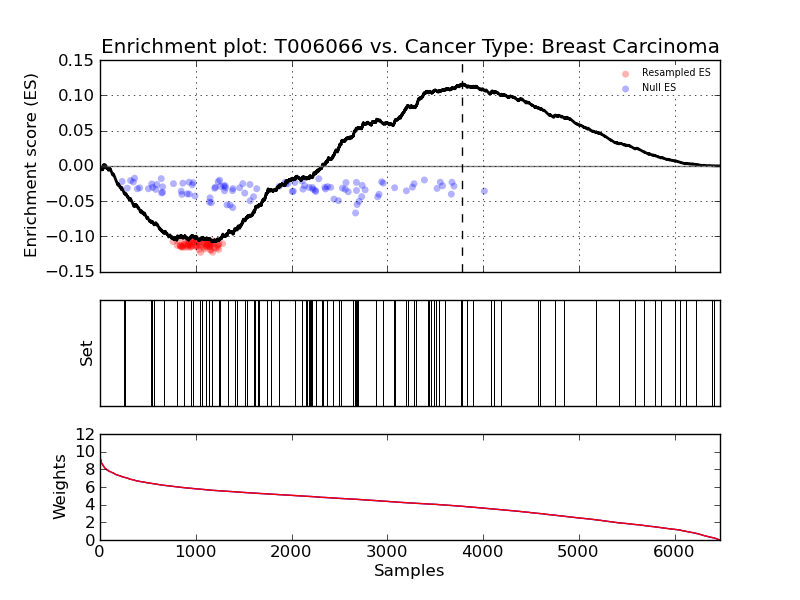 Enrichment plot: T006066 vs. Cancer Type: Breast Carcinoma
Enrichment score (ES)
0.15
0.10
0.05
0.00
−0.05
−0.10
−0.15
Resampled ES
Null ES
Set
Weights
12
10
8
6
4
2
0
0 1000 2000 3000 4000 5000 6000
Samples